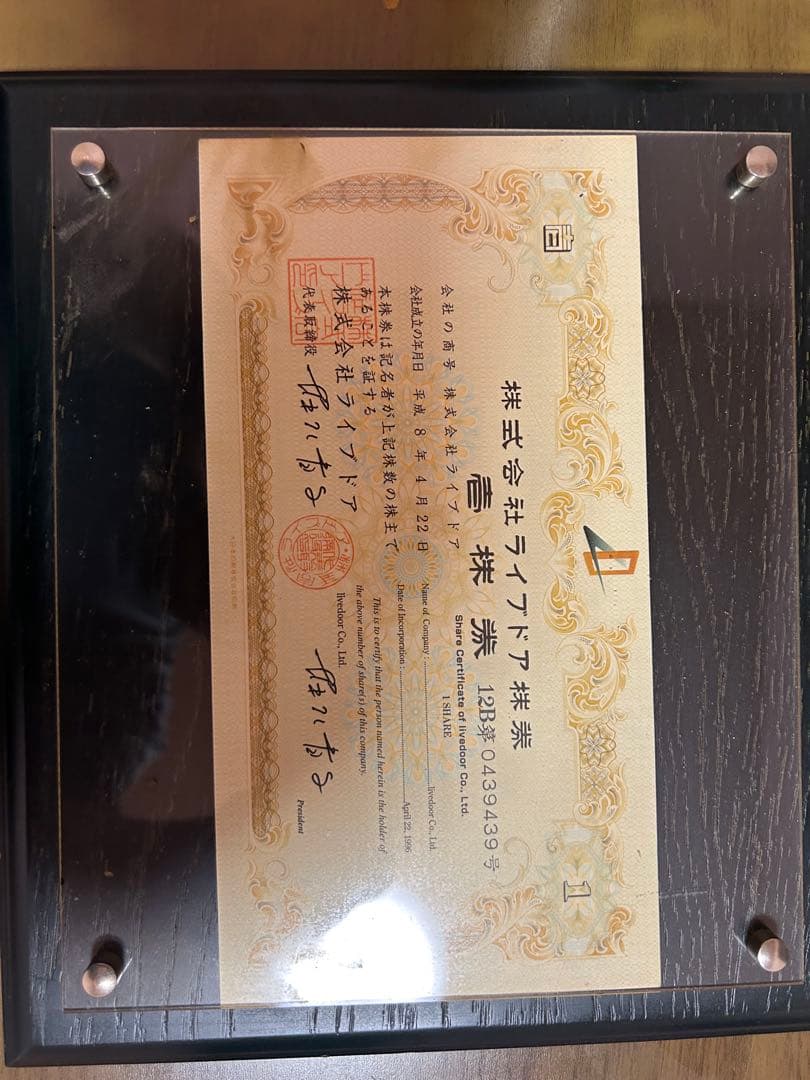 壱
1
株式会社ライブドア株券
壱株券 12B第0439439号
Share Certificate of livedoor Co., Ltd.
1 SHARE
会社の商号 株式会社ライブドア
Name of Company : livedoor Co., Ltd.
会社成立の年月日 平成 8 年 4 月 22 日
Date of Incorporation : April 22, 1996
本株券は記名者が上記株数の株主で
あることを証する
This is to certify that the person named herein is the holder of
the above number of share(s) of this company.
株式会社ライブドア
livedoor Co., Ltd.
代表取締役
President